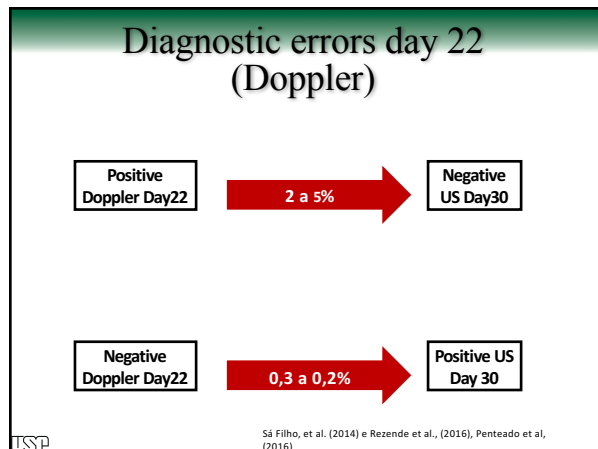 Diagnostic errors day 22
(Doppler)
Positive
Doppler Day22
2 a 5%
Negative
US Day30
Negative
Doppler Day22
0,3 a 0,2%
Positive US
Day 30
Sá Filho, et al. (2014) e Rezende et al., (2016), Penteado et al,
(2016)
USP